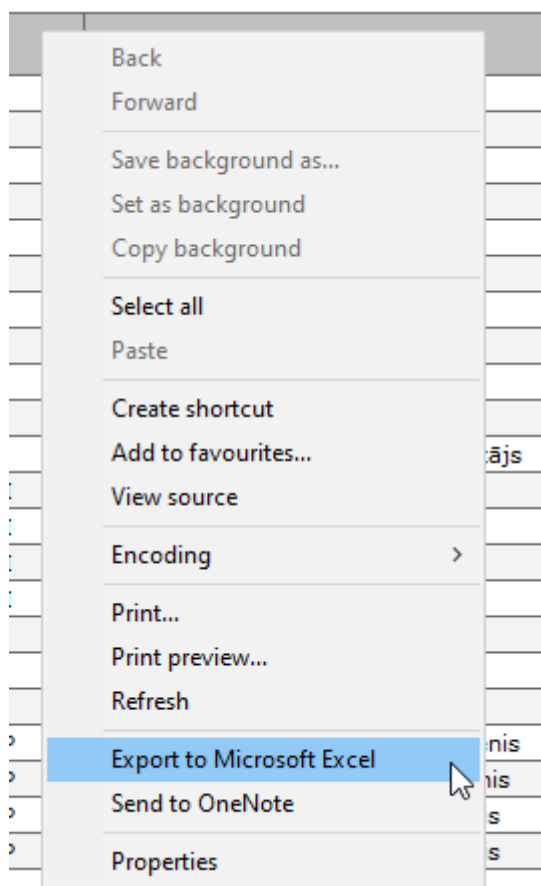 Back
Forward
Save background as...
Set as background
Copy background
Select all
Paste
Create shortcut
Add to favourites...
View source
Encoding
Print...
Print preview...
Refresh
Export to Microsoft Excel
Send to OneNote
Properties